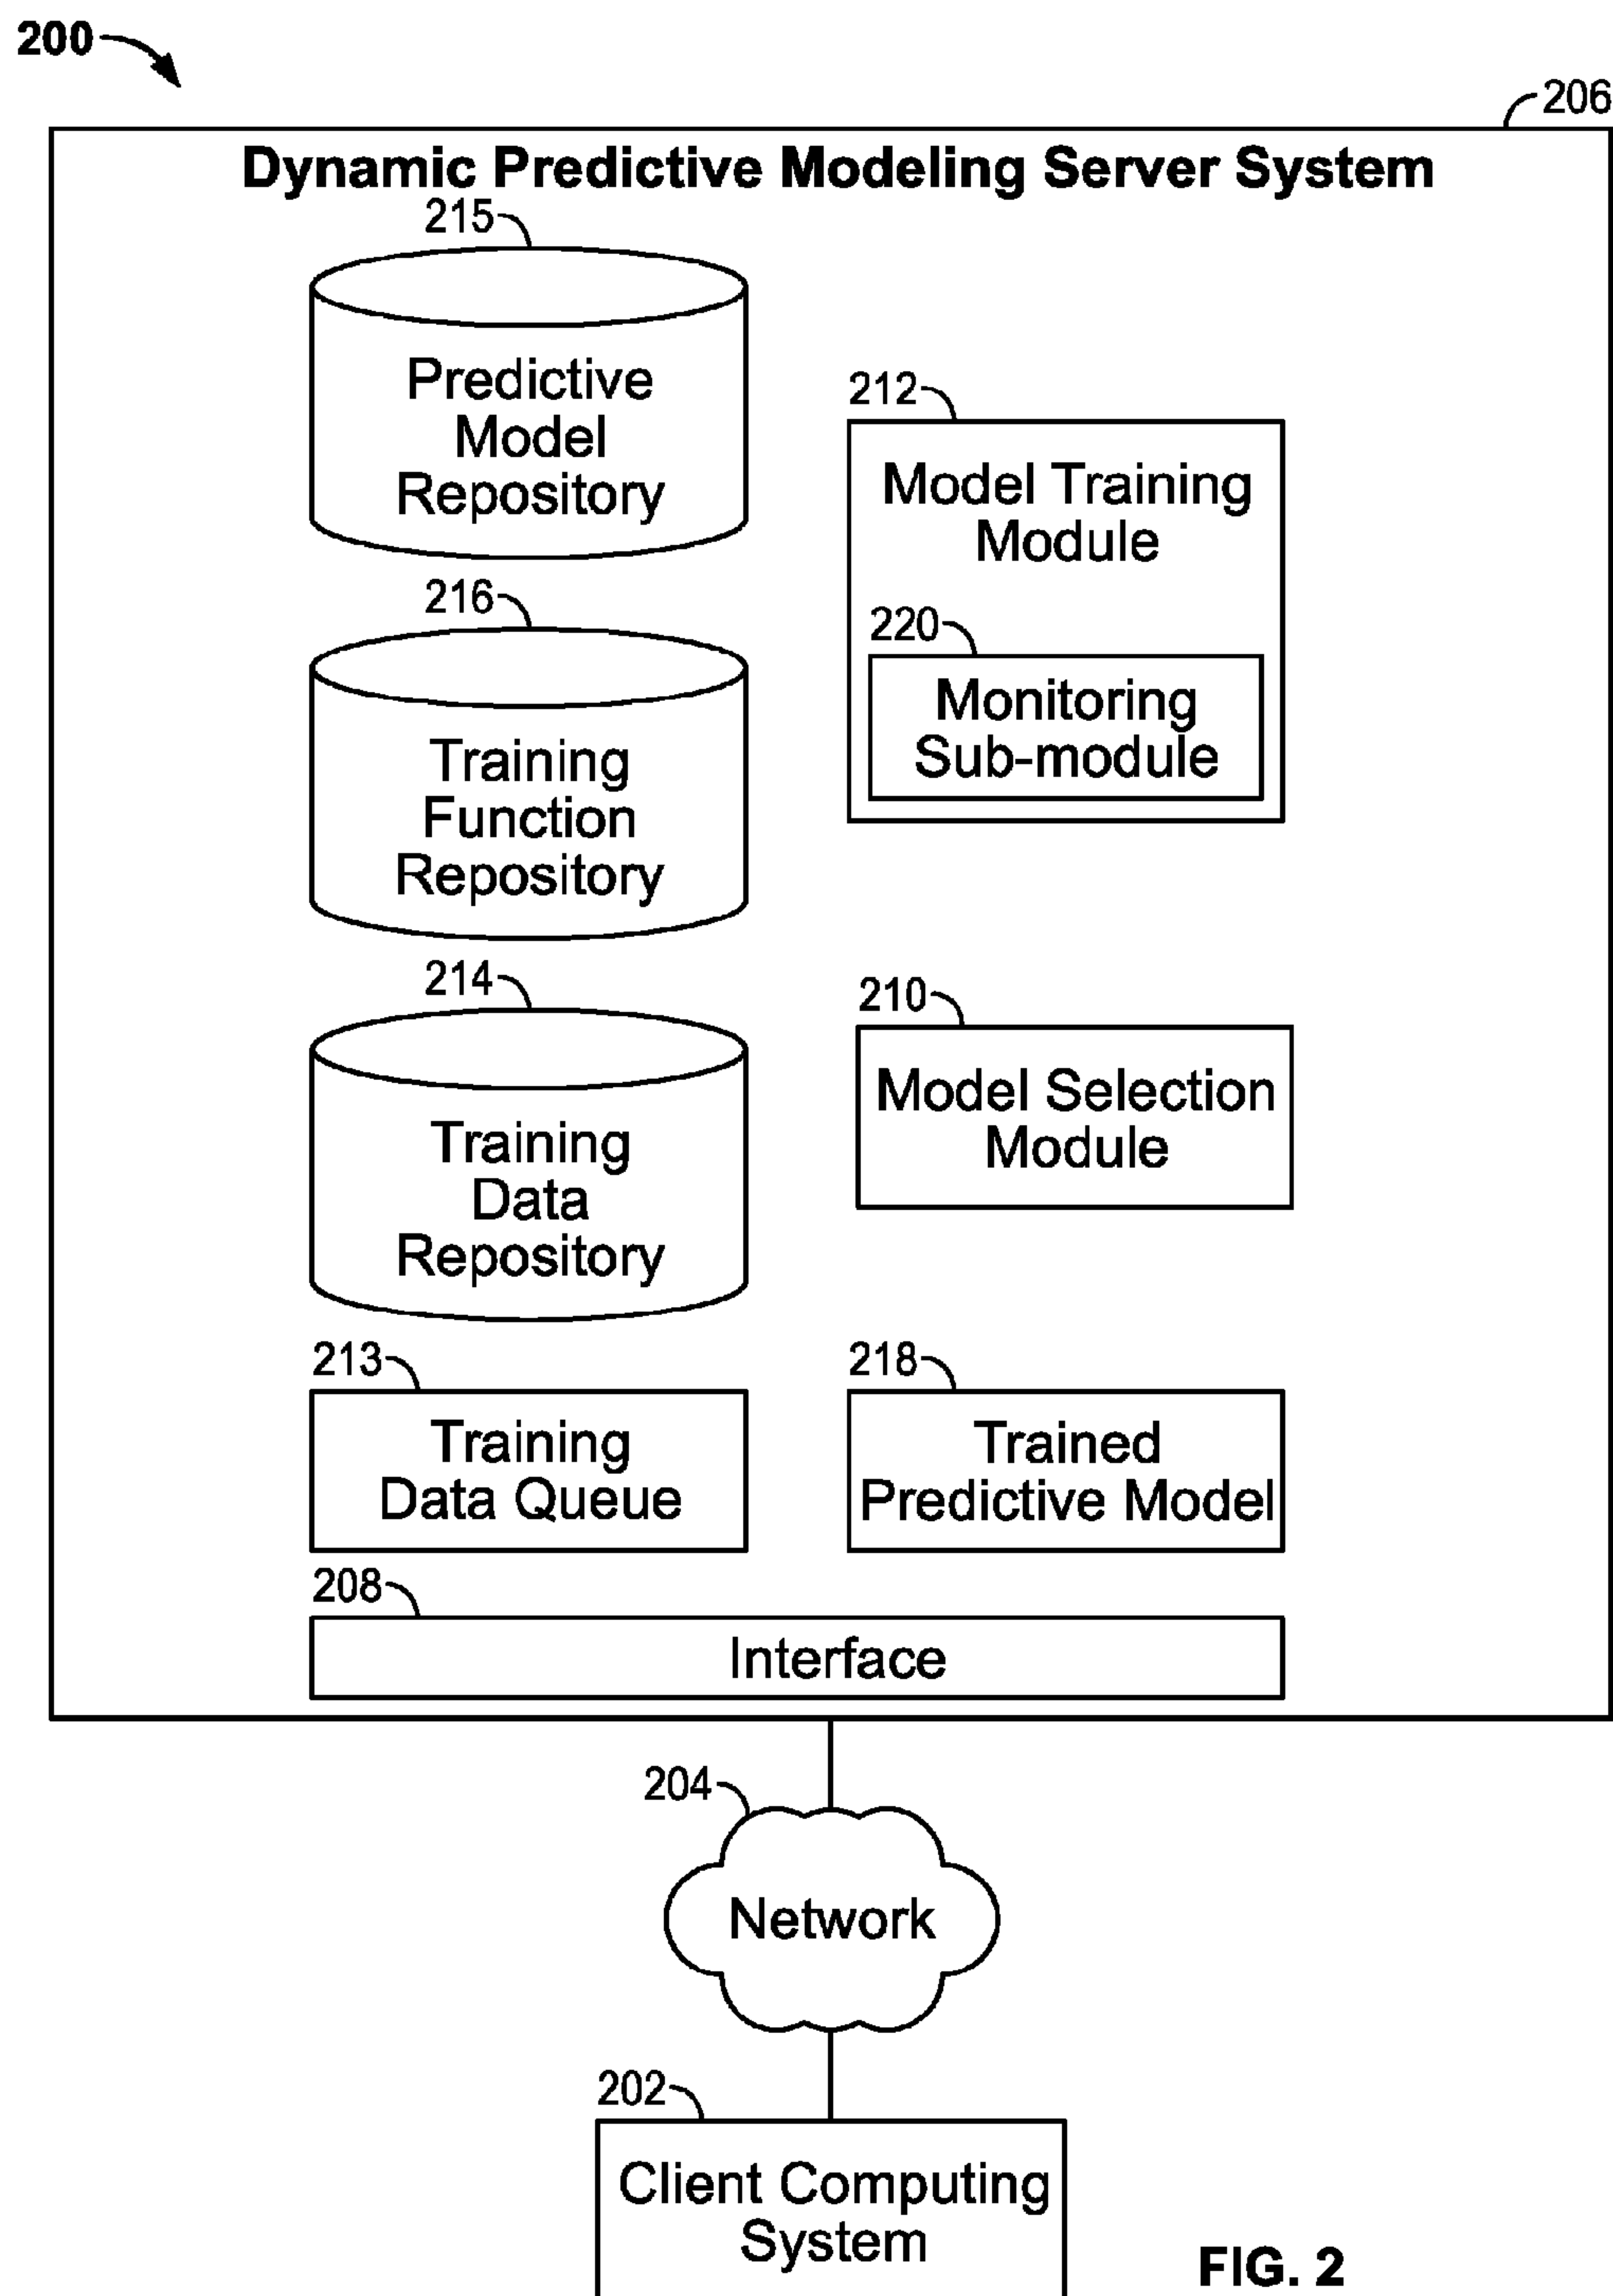 200
206
Dynamic Predictive Modeling Server System
215
Predictive
Model
Repository
212
Model Training
Module
216
Training
Function
Repository
220
Monitoring
Sub-module
214
Training
Data
Repository
210
Model Selection
Module
213
Training
Data Queue
218
Trained
Predictive Model
208
Interface
204
Network
202
Client Computing
System
FIG. 2